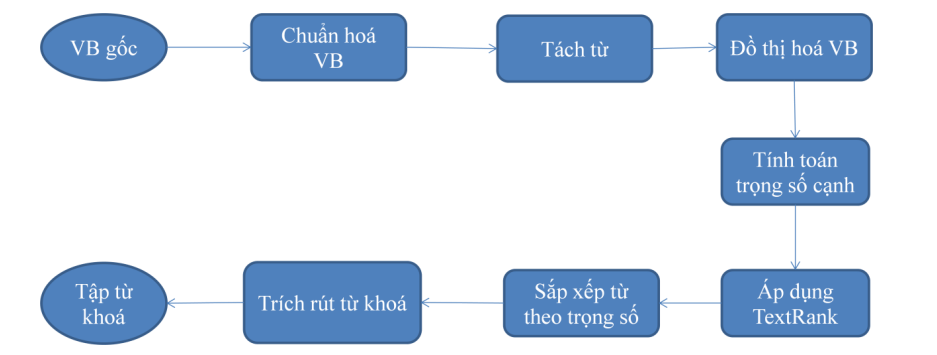 VB gốc
Chuẩn hoá
VB
Tách từ
Đồ thị hoá VB
Tính toán
trọng số cạnh
Áp dụng
TextRank
Sắp xếp từ
theo trọng số
Trích rút từ khoá
Tập từ
khoá